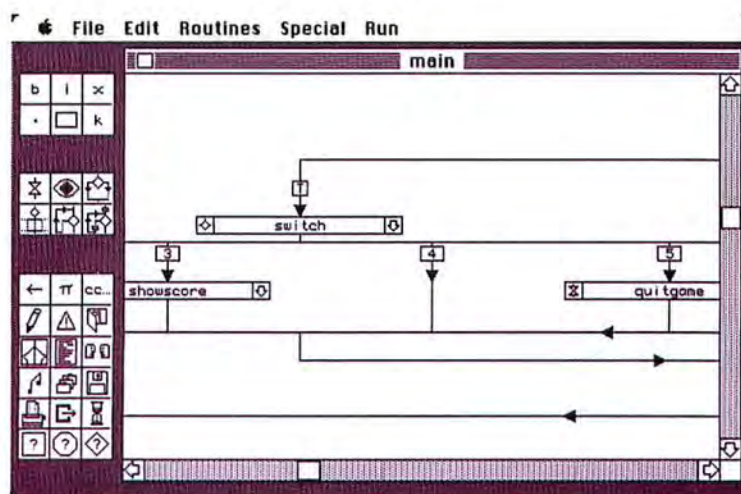 File Edit Routines Special Run
main
b i x
k
T
switch
3 4 5
showscore quitgame
← π cc...
? ? ?